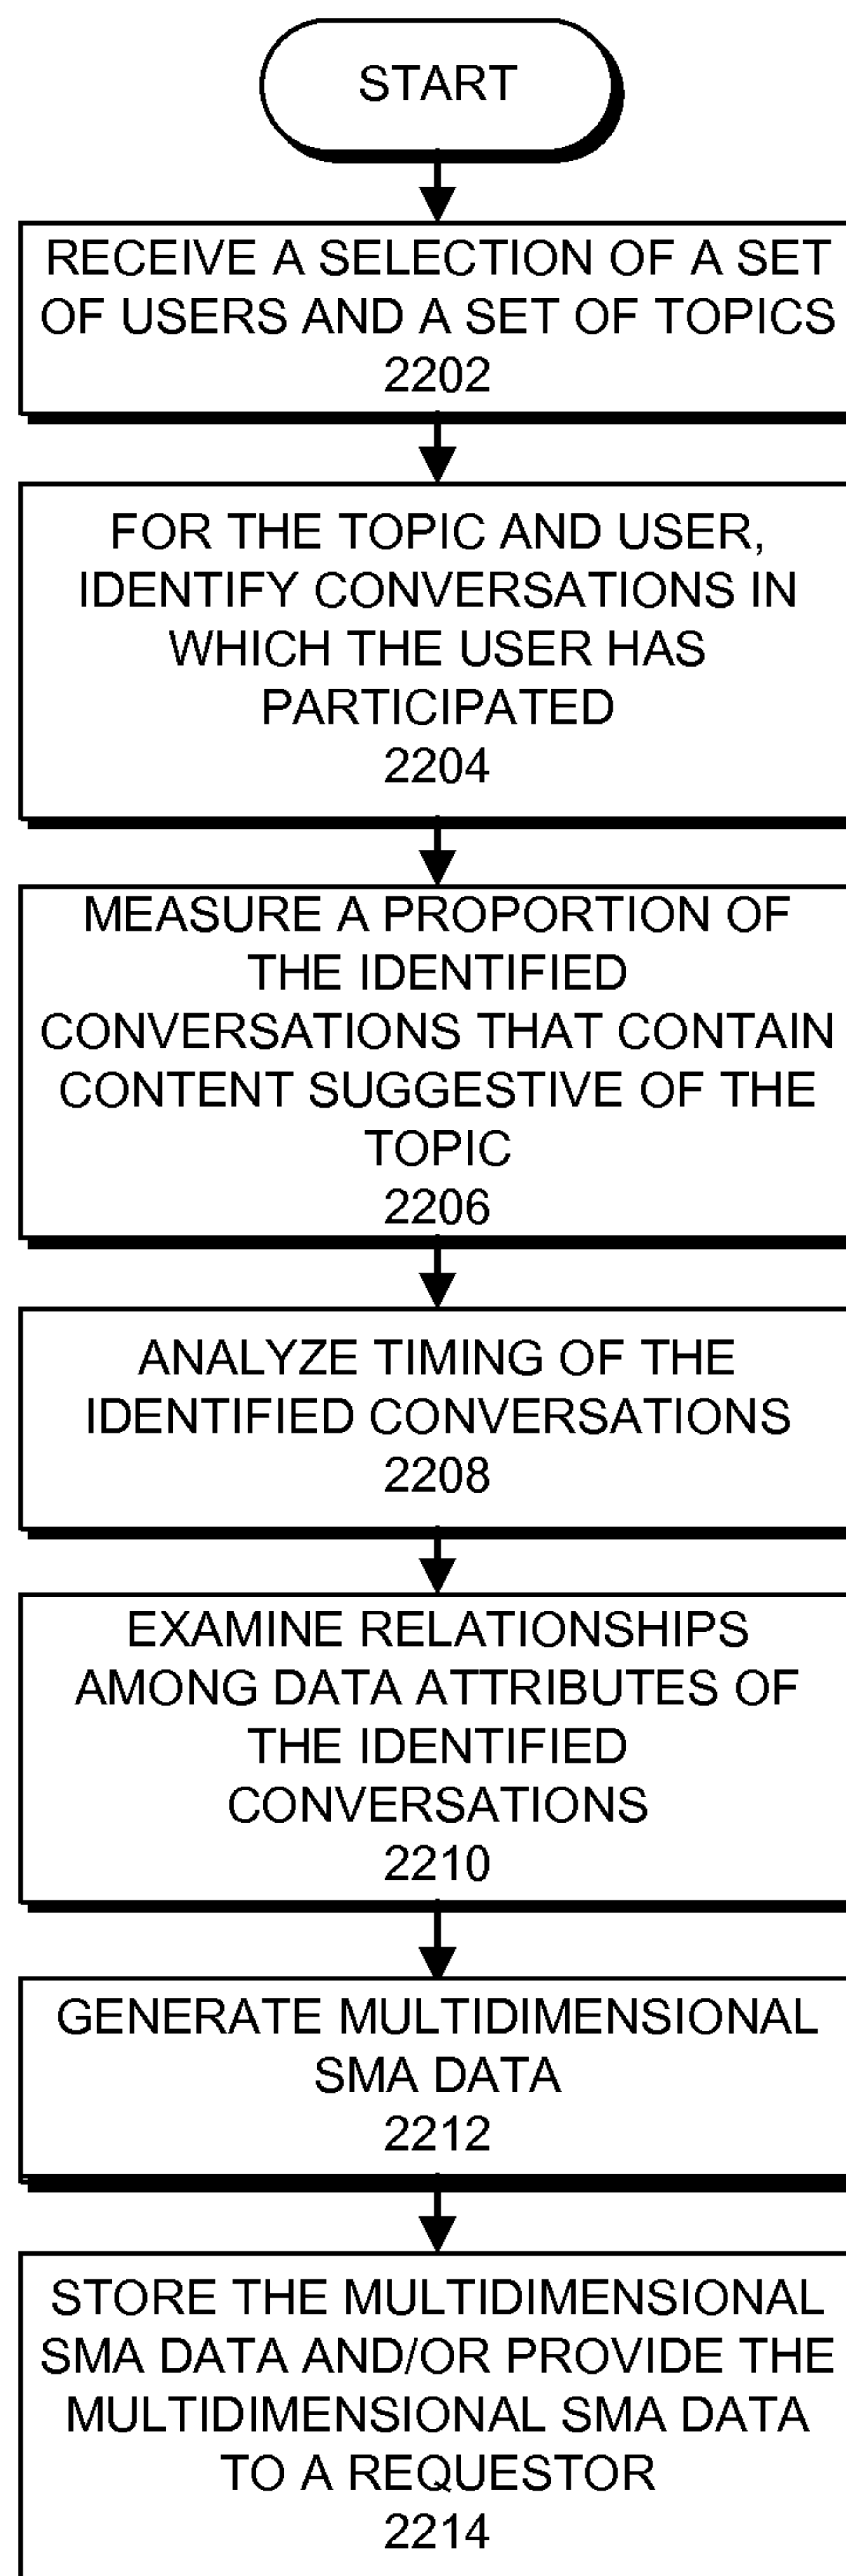 START
RECEIVE A SELECTION OF A SET
OF USERS AND A SET OF TOPICS
2202
FOR THE TOPIC AND USER,
IDENTIFY CONVERSATIONS IN
WHICH THE USER HAS
PARTICIPATED
2204
MEASURE A PROPORTION OF
THE IDENTIFIED
CONVERSATIONS THAT CONTAIN
CONTENT SUGGESTIVE OF THE
TOPIC
2206
ANALYZE TIMING OF THE
IDENTIFIED CONVERSATIONS
2208
EXAMINE RELATIONSHIPS
AMONG DATA ATTRIBUTES OF
THE IDENTIFIED
CONVERSATIONS
2210
GENERATE MULTIDIMENSIONAL
SMA DATA
2212
STORE THE MULTIDIMENSIONAL
SMA DATA AND/OR PROVIDE THE
MULTIDIMENSIONAL SMA DATA
TO A REQUESTOR
2214